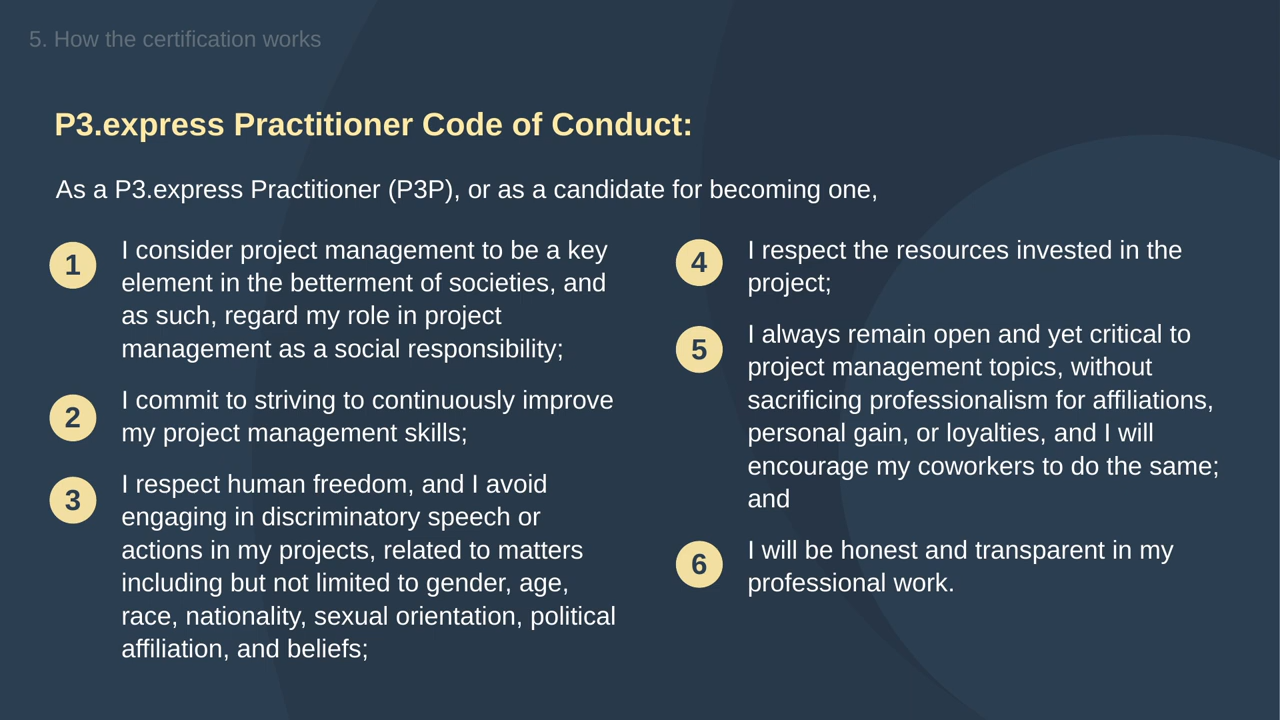 5. How the certification works
P3.express Practitioner Code of Conduct:
As a P3.express Practitioner (P3P), or as a candidate for becoming one,
1
I consider project management to be a key
element in the betterment of societies, and
as such, regard my role in project
management as a social responsibility;
2
I commit to striving to continuously improve
my project management skills;
3
I respect human freedom, and I avoid
engaging in discriminatory speech or
actions in my projects, related to matters
including but not limited to gender, age,
race, nationality, sexual orientation, political
affiliation, and beliefs;
4
I respect the resources invested in the
project;
5
I always remain open and yet critical to
project management topics, without
sacrificing professionalism for affiliations,
personal gain, or loyalties, and I will
encourage my coworkers to do the same;
and
6
I will be honest and transparent in my
professional work.